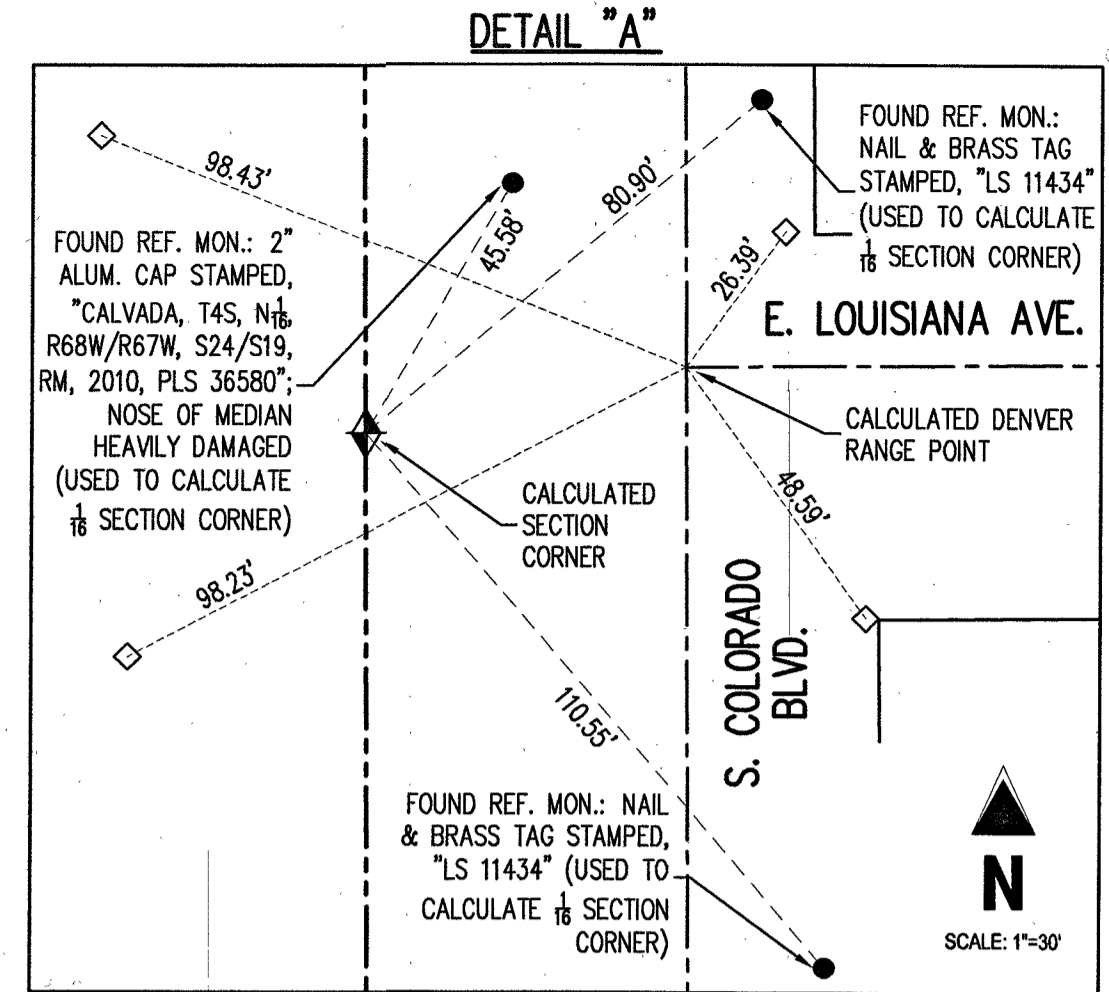 DETAIL "A"
98.43'
80.90'
45.58'
26.39'
FOUND REF. MON.:
NAIL & BRASS TAG
STAMPED, "LS 11434"
(USED TO CALCULATE
1/16 SECTION CORNER)
FOUND REF. MON.: 2"
ALUM. CAP STAMPED,
"CALVADA, T4S, N1/16,
R68W/R67W, S24/S19,
RM, 2010, PLS 36580";
NOSE OF MEDIAN
HEAVILY DAMAGED
(USED TO CALCULATE
1/16 SECTION CORNER)
E. LOUISIANA AVE.
CALCULATED DENVER
RANGE POINT
CALCULATED
SECTION
CORNER
48.59'
98.23'
110.55'
S. COLORADO
BLVD.
FOUND REF. MON.: NAIL
& BRASS TAG STAMPED,
"LS 11434" (USED TO
CALCULATE 1/16 SECTION
CORNER)
N
SCALE: 1"=30'